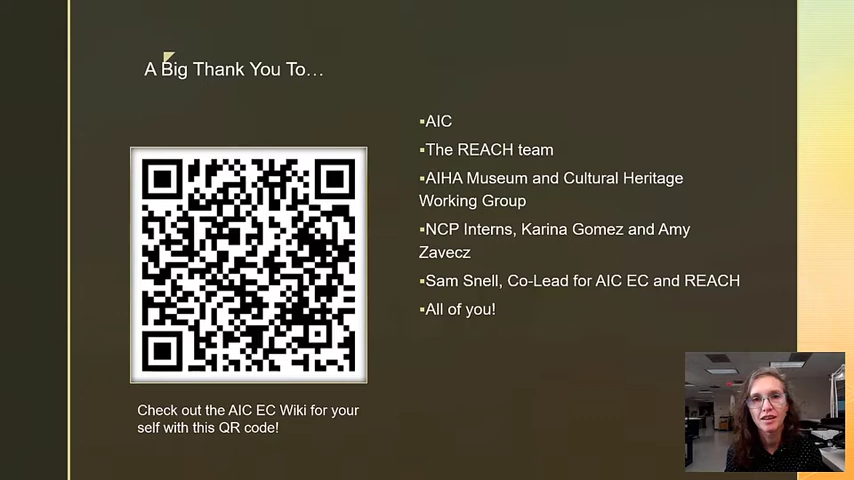 A Big Thank You To…
▪AIC
▪The REACH team
▪AIHA Museum and Cultural Heritage
Working Group
▪NCP Interns, Karina Gomez and Amy
Zavecz
▪Sam Snell, Co-Lead for AIC EC and REACH
▪All of you!
Check out the AIC EC Wiki for your
self with this QR code!